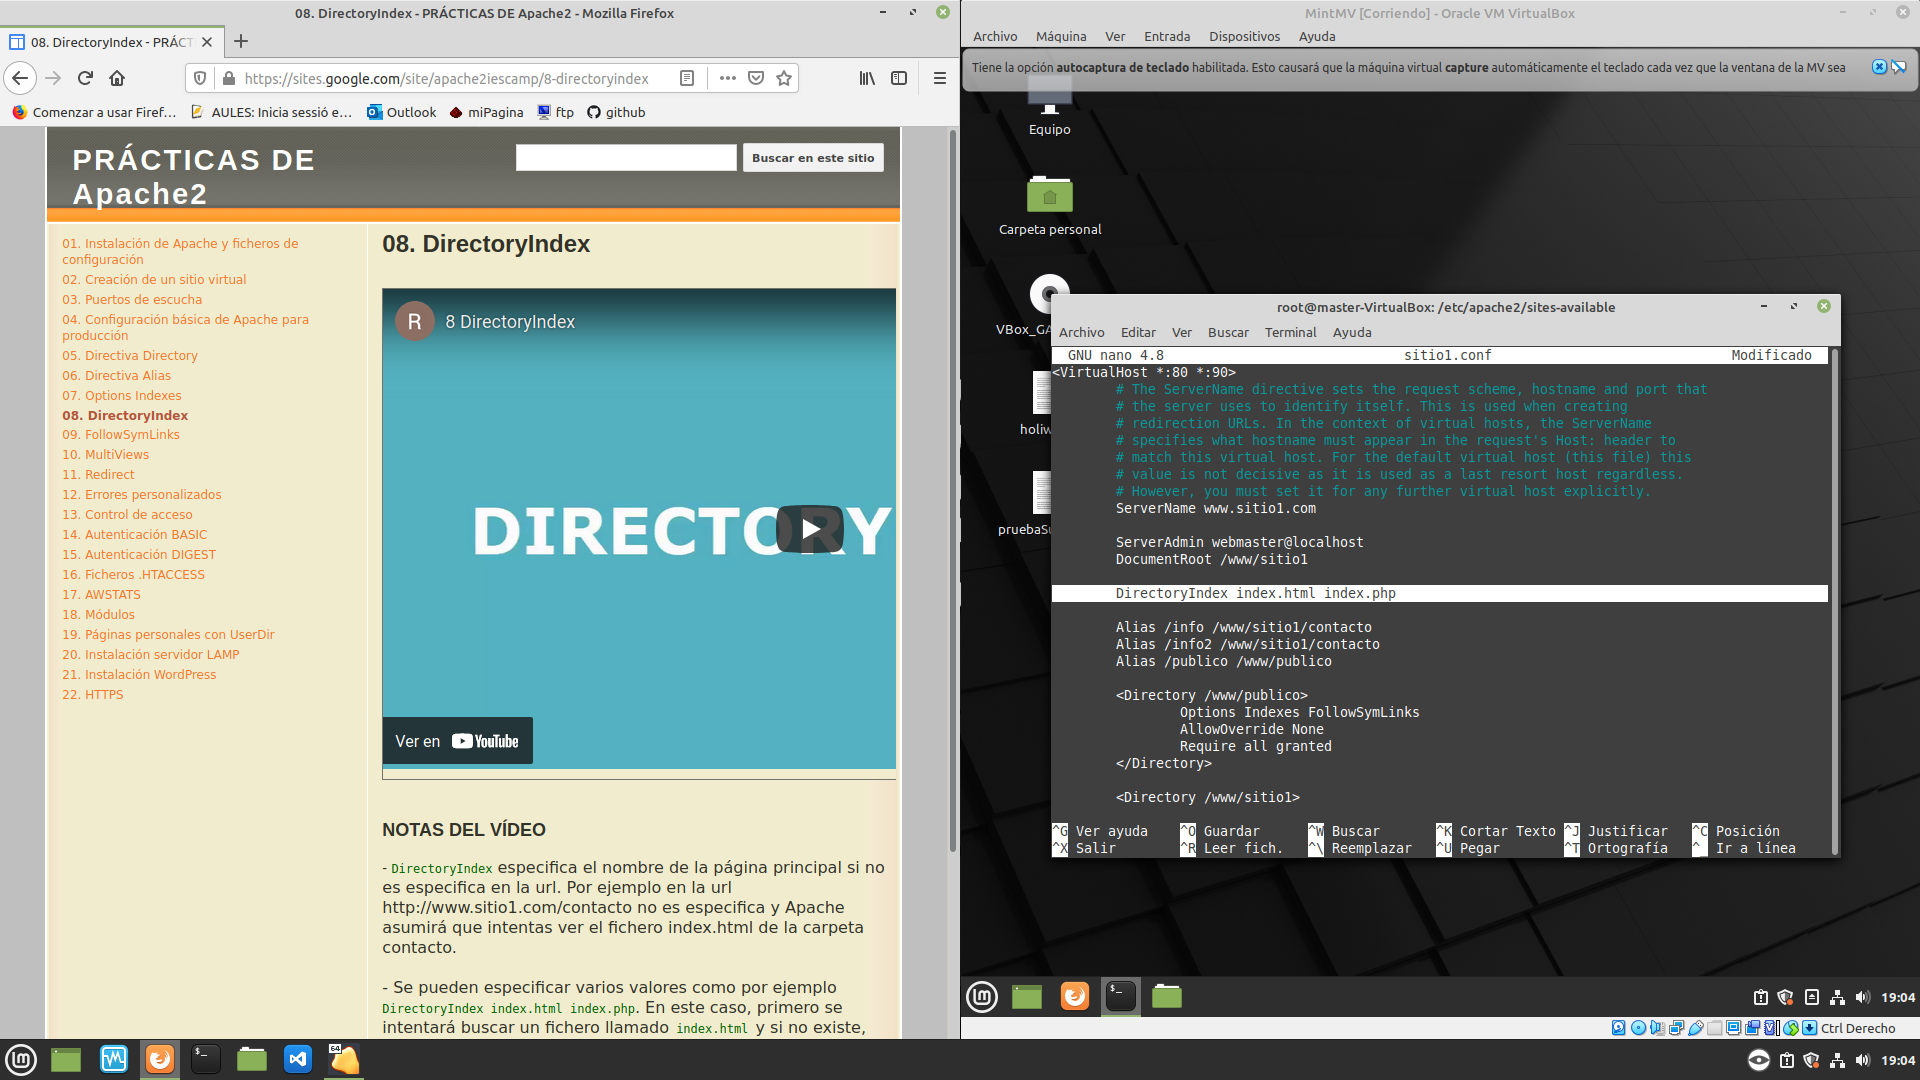 08. DirectoryIndex - PRÁCTICAS DE Apache2 - Mozilla Firefox
08. DirectoryIndex - PRÁCT
https://sites.google.com/site/apache2iescamp/8-directoryindex
Comenzar a usar Firef…
AULES: Inicia sessió e…
Outlook
miPagina
ftp
github
PRÁCTICAS DE
Apache2
Buscar en este sitio
01. Instalación de Apache y ficheros de
configuración
02. Creación de un sitio virtual
03. Puertos de escucha
04. Configuración básica de Apache para
producción
05. Directiva Directory
06. Directiva Alias
07. Options Indexes
08. DirectoryIndex
09. FollowSymLinks
10. MultiViews
11. Redirect
12. Errores personalizados
13. Control de acceso
14. Autenticación BASIC
15. Autenticación DIGEST
16. Ficheros .HTACCESS
17. AWSTATS
18. Módulos
19. Páginas personales con UserDir
20. Instalación servidor LAMP
21. Instalación WordPress
22. HTTPS
08. DirectoryIndex
R
8 DirectoryIndex
DIRECTORY
Ver en YouTube
NOTAS DEL VÍDEO
- DirectoryIndex especifica el nombre de la página principal si no
es especifica en la url. Por ejemplo en la url
http://www.sitio1.com/contacto no es especifica y Apache
asumirá que intentas ver el fichero index.html de la carpeta
contacto.
- Se pueden especificar varios valores como por ejemplo
DirectoryIndex index.html index.php. En este caso, primero se
intentará buscar un fichero llamado index.html y si no existe,
64
19:04
MintMV [Corriendo] - Oracle VM VirtualBox
Archivo Máquina Ver Entrada Dispositivos Ayuda
Tiene la opción autocaptura de teclado habilitada. Esto causará que la máquina virtual capture automáticamente el teclado cada vez que la ventana de la MV sea
Equipo
Carpeta personal
VBox_GA
holiw
pruebaSu
root@master-VirtualBox: /etc/apache2/sites-available
Archivo Editar Ver Buscar Terminal Ayuda
GNU nano 4.8 sitio1.conf Modificado
<VirtualHost *:80 *:90>
# The ServerName directive sets the request scheme, hostname and port that
# the server uses to identify itself. This is used when creating
# redirection URLs. In the context of virtual hosts, the ServerName
# specifies what hostname must appear in the request's Host: header to
# match this virtual host. For the default virtual host (this file) this
# value is not decisive as it is used as a last resort host regardless.
# However, you must set it for any further virtual host explicitly.
ServerName www.sitio1.com
ServerAdmin webmaster@localhost
DocumentRoot /www/sitio1
DirectoryIndex index.html index.php
Alias /info /www/sitio1/contacto
Alias /info2 /www/sitio1/contacto
Alias /publico /www/publico
<Directory /www/publico>
Options Indexes FollowSymLinks
AllowOverride None
Require all granted
</Directory>
<Directory /www/sitio1>
^G Ver ayuda ^O Guardar ^W Buscar ^K Cortar Texto ^J Justificar ^C Posición
^X Salir ^R Leer fich. ^\ Reemplazar ^U Pegar ^T Ortografía ^_ Ir a línea
19:04
Ctrl Derecho